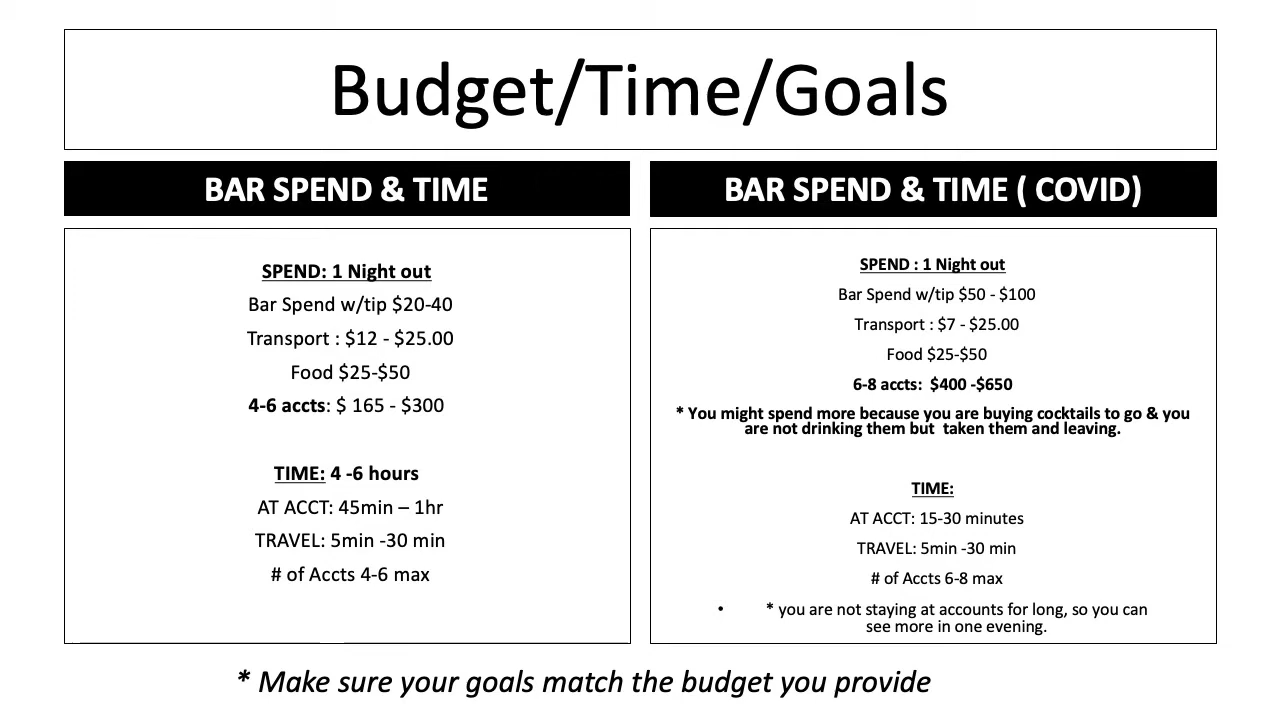 Budget/Time/Goals
BAR SPEND & TIME
SPEND: 1 Night out
Bar Spend w/tip $20-40
Transport : $12 - $25.00
Food $25-$50
4-6 accts: $ 165 - $300
TIME: 4 -6 hours
AT ACCT: 45min – 1hr
TRAVEL: 5min -30 min
# of Accts 4-6 max
BAR SPEND & TIME ( COVID)
SPEND : 1 Night out
Bar Spend w/tip $50 - $100
Transport : $7 - $25.00
Food $25-$50
6-8 accts:  $400 -$650
* You might spend more because you are buying cocktails to go & you
are not drinking them but  taken them and leaving.
TIME:
AT ACCT: 15-30 minutes
TRAVEL: 5min -30 min
# of Accts 6-8 max
• * you are not staying at accounts for long, so you can
see more in one evening.
* Make sure your goals match the budget you provide